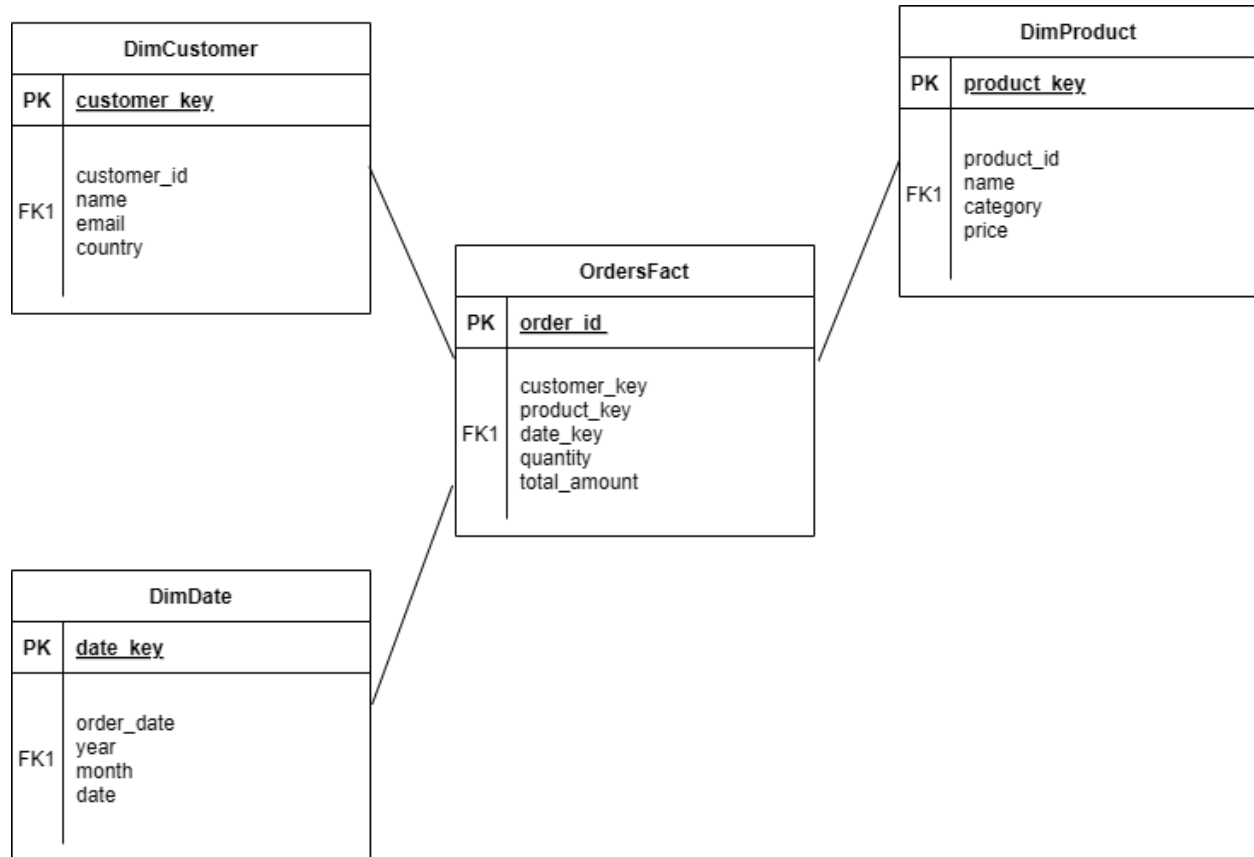 DimCustomer
PK customer_key
FK1
customer_id
name
email
country
DimProduct
PK product_key
FK1
product_id
name
category
price
OrdersFact
PK order_id
FK1
customer_key
product_key
date_key
quantity
total_amount
DimDate
PK date_key
FK1
order_date
year
month
date